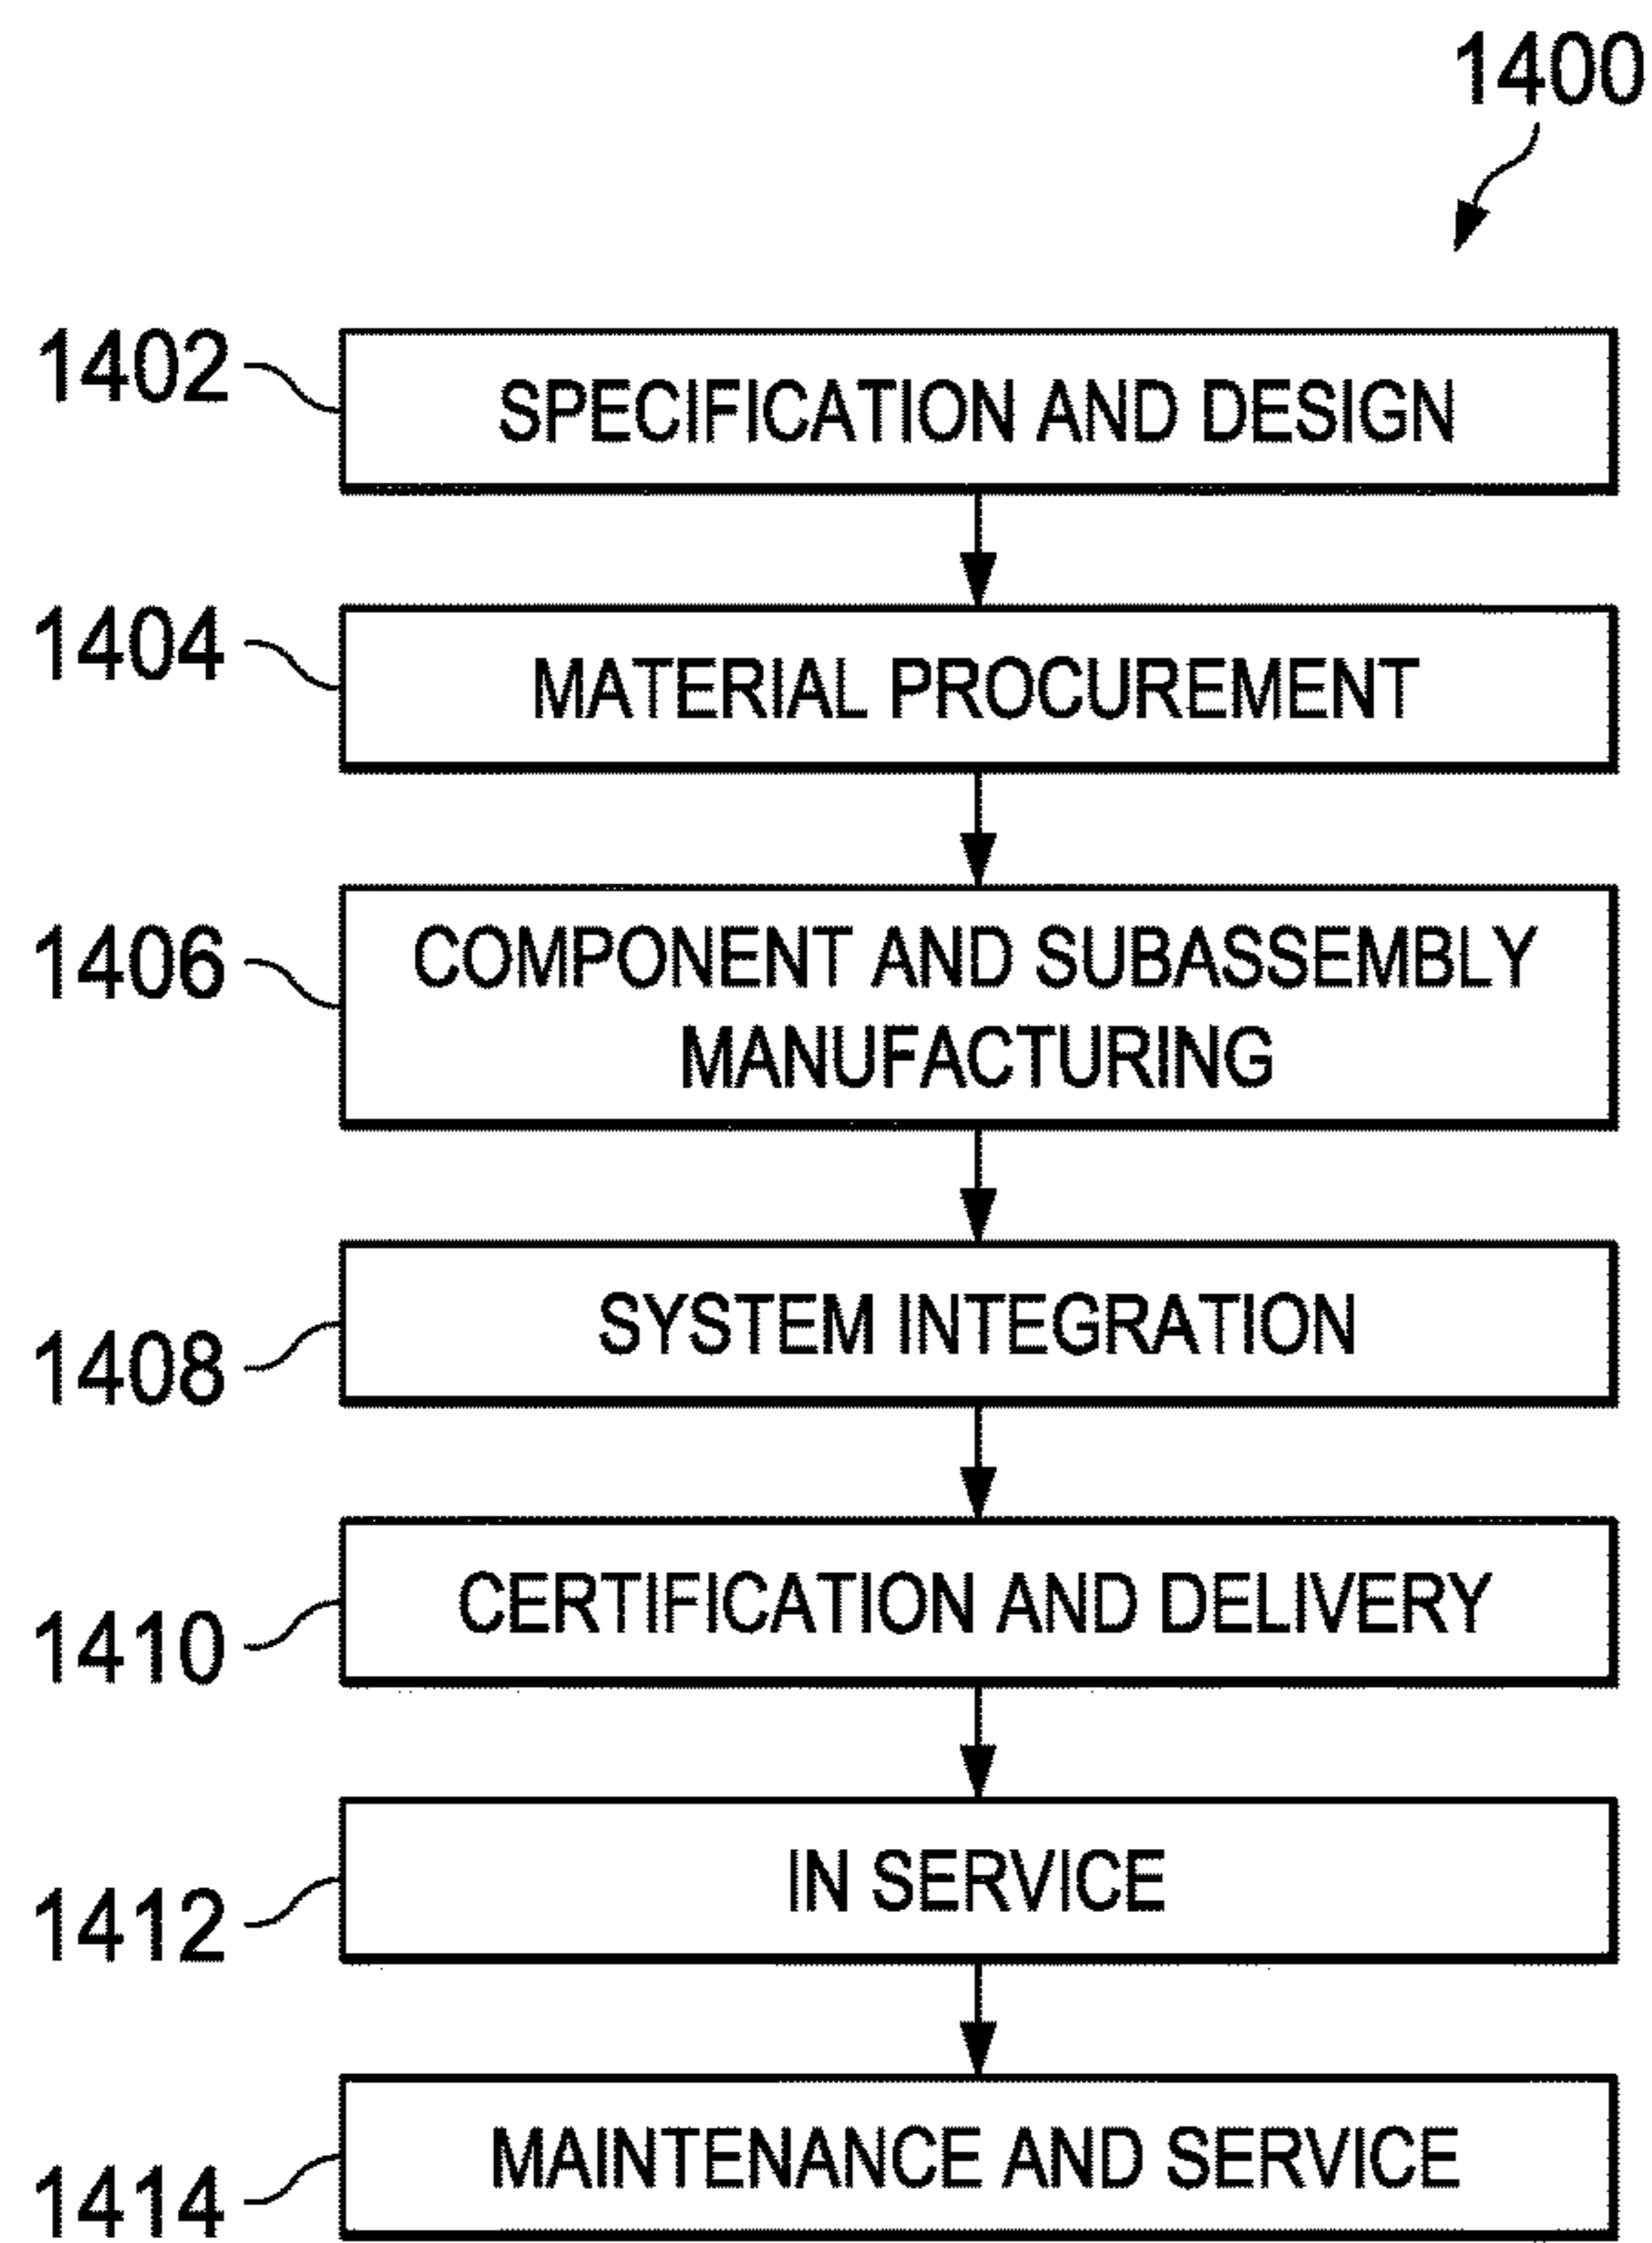 1400
1402
SPECIFICATION AND DESIGN
1404
MATERIAL PROCUREMENT
1406
COMPONENT AND SUBASSEMBLY
MANUFACTURING
1408
SYSTEM INTEGRATION
1410
CERTIFICATION AND DELIVERY
1412
IN SERVICE
1414
MAINTENANCE AND SERVICE